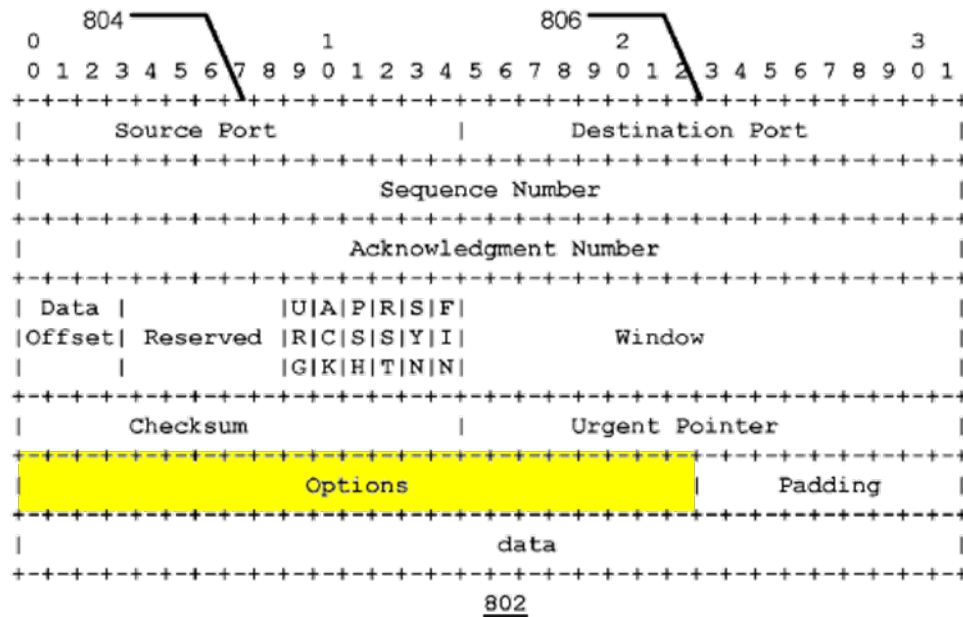 804 806
0 1 2 3
0 1 2 3 4 5 6 7 8 9 0 1 2 3 4 5 6 7 8 9 0 1 2 3 4 5 6 7 8 9 0 1
+-+-+-+-+-+-+-+-+-+-+-+-+-+-+-+-+-+-+-+-+-+-+-+-+-+-+-+-+-+-+-+-+
| Source Port | Destination Port |
+-+-+-+-+-+-+-+-+-+-+-+-+-+-+-+-+-+-+-+-+-+-+-+-+-+-+-+-+-+-+-+-+
| Sequence Number |
+-+-+-+-+-+-+-+-+-+-+-+-+-+-+-+-+-+-+-+-+-+-+-+-+-+-+-+-+-+-+-+-+
| Acknowledgment Number |
+-+-+-+-+-+-+-+-+-+-+-+-+-+-+-+-+-+-+-+-+-+-+-+-+-+-+-+-+-+-+-+-+
| Data | |U|A|P|R|S|F| |
|Offset| Reserved |R|C|S|S|Y|I| Window |
| | |G|K|H|T|N|N| |
+-+-+-+-+-+-+-+-+-+-+-+-+-+-+-+-+-+-+-+-+-+-+-+-+-+-+-+-+-+-+-+-+
| Checksum | Urgent Pointer |
+-+-+-+-+-+-+-+-+-+-+-+-+-+-+-+-+-+-+-+-+-+-+-+-+-+-+-+-+-+-+-+-+
| Options | Padding |
+-+-+-+-+-+-+-+-+-+-+-+-+-+-+-+-+-+-+-+-+-+-+-+-+-+-+-+-+-+-+-+-+
| data |
+-+-+-+-+-+-+-+-+-+-+-+-+-+-+-+-+-+-+-+-+-+-+-+-+-+-+-+-+-+-+-+-+
802